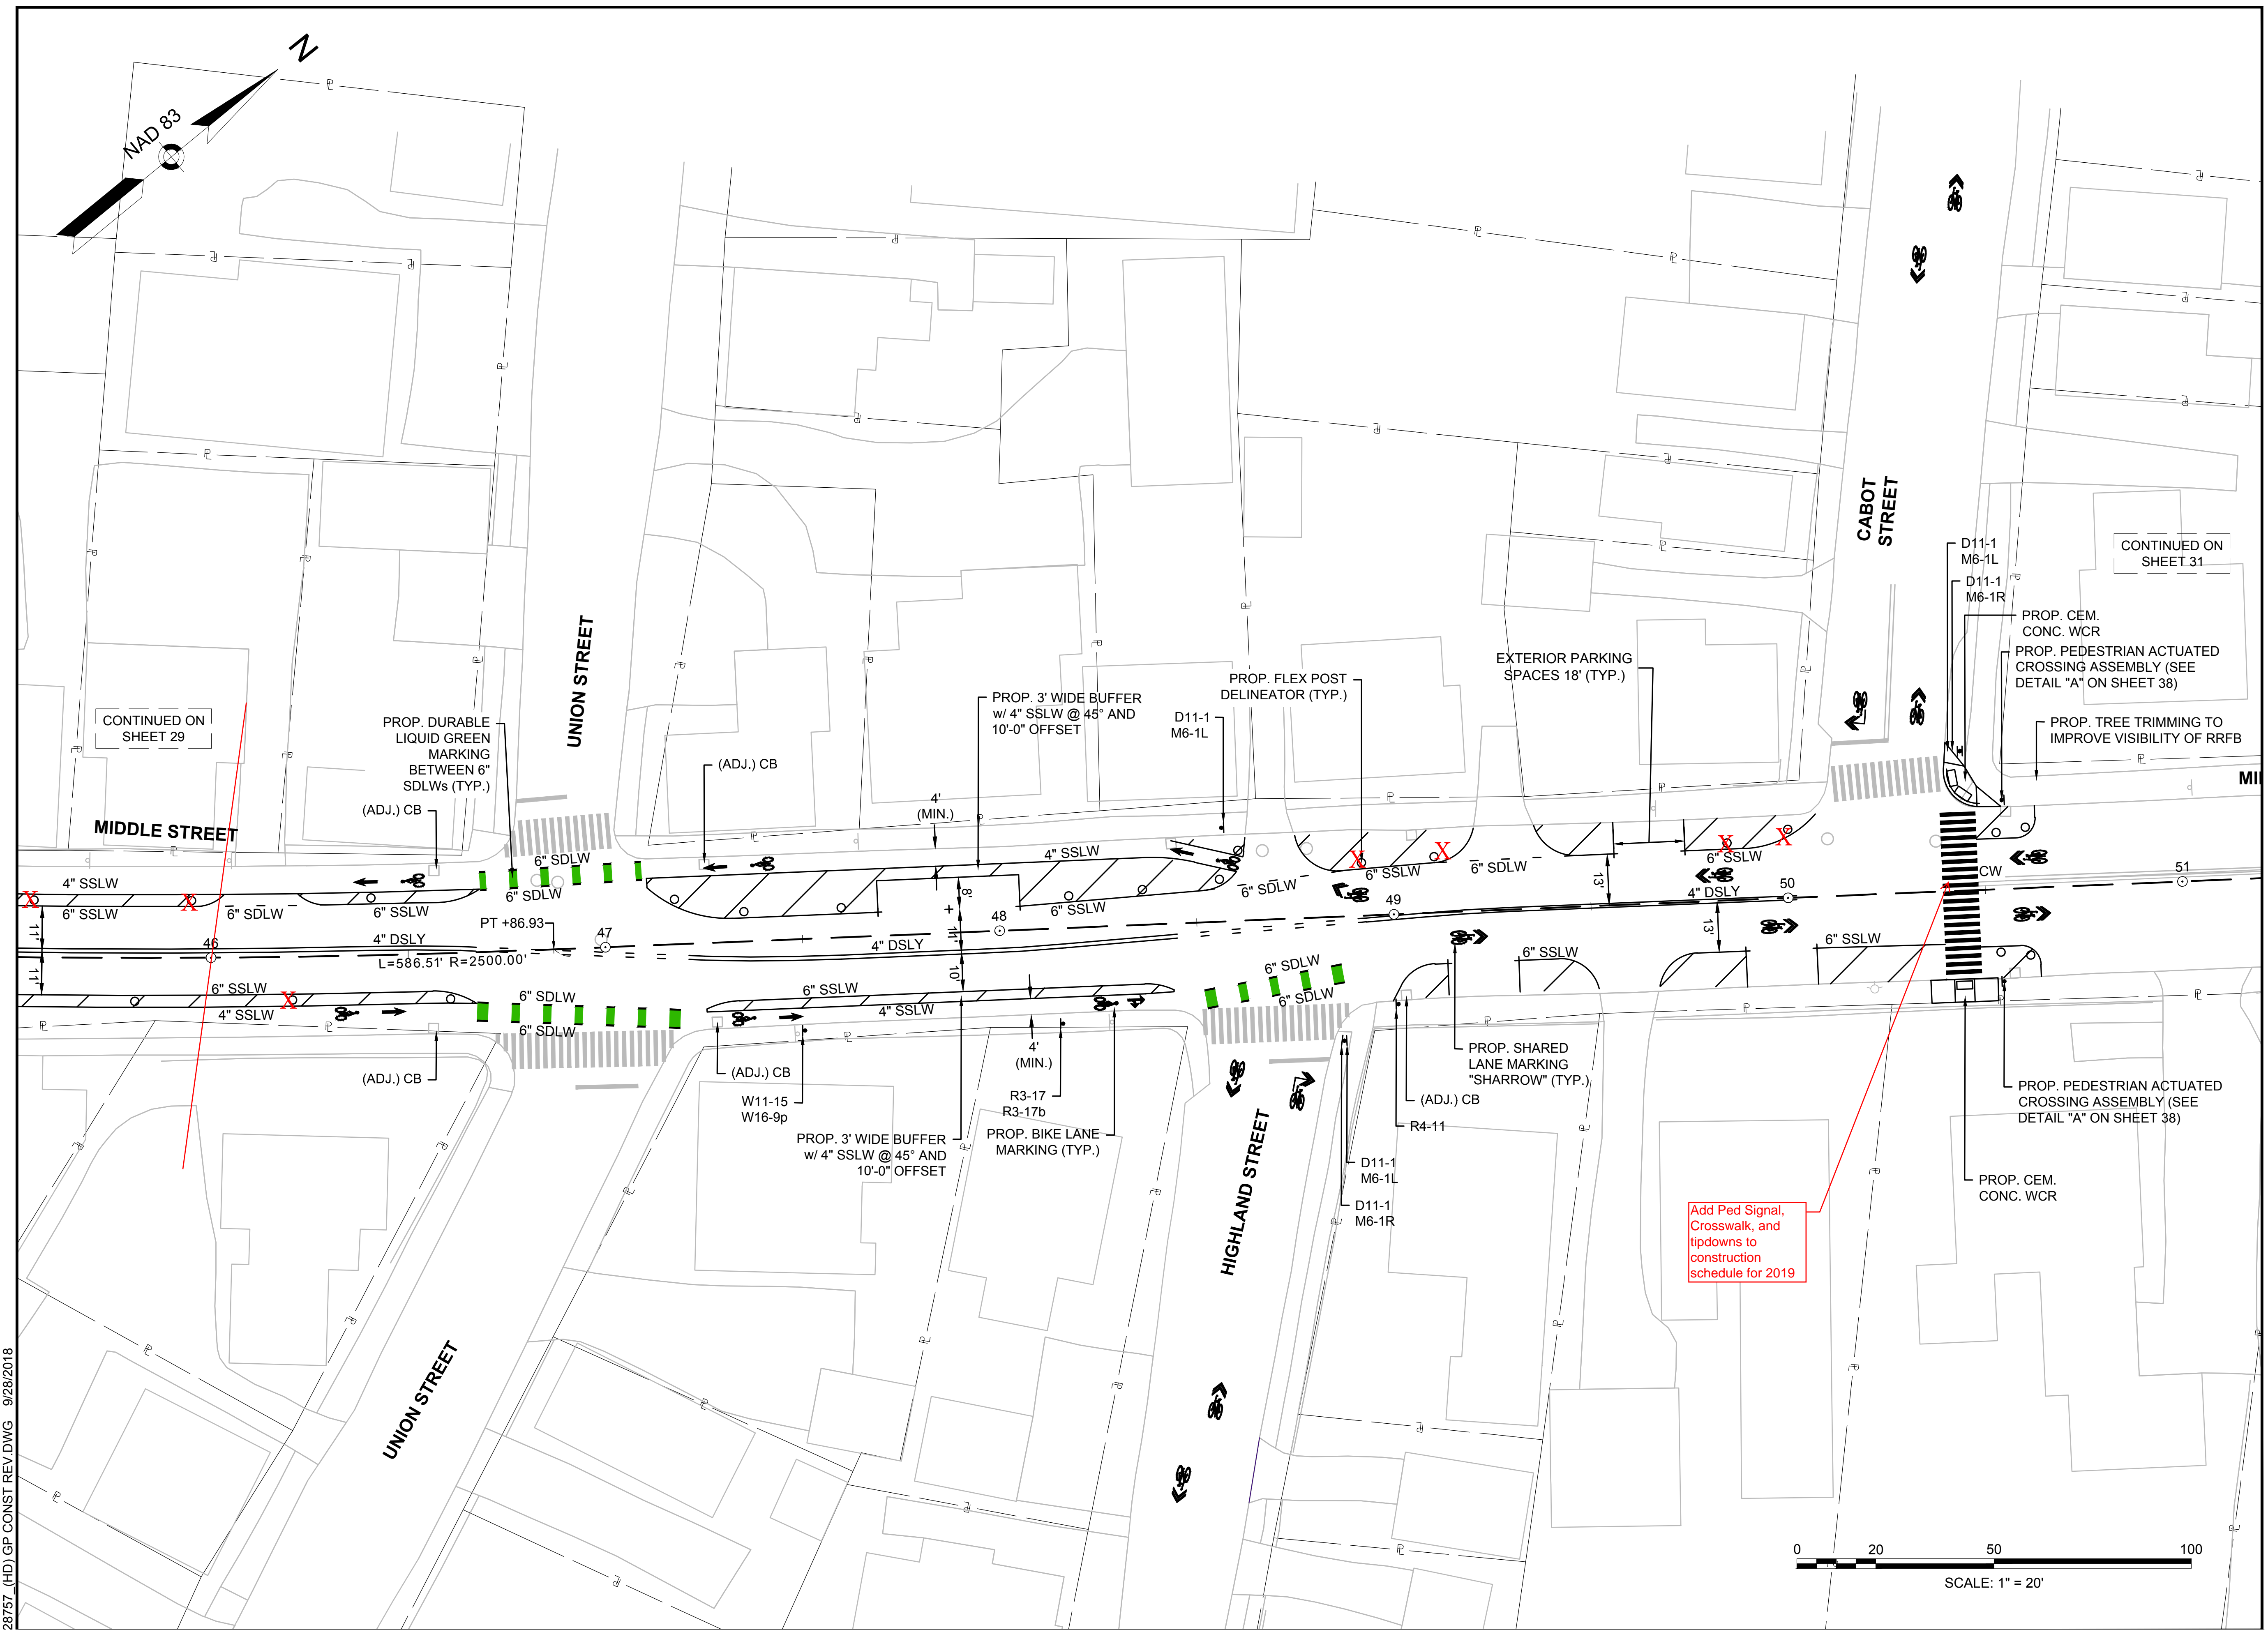 N
NAD 83
CABOT
STREET
D11-1
M6-1L
D11-1
M6-1R
CONTINUED ON
SHEET 31
PROP. CEM.
CONC. WCR
PROP. PEDESTRIAN ACTUATED
CROSSING ASSEMBLY (SEE
DETAIL "A" ON SHEET 38)
PROP. TREE TRIMMING TO
IMPROVE VISIBILITY OF RRFB
MI
UNION STREET
EXTERIOR PARKING
SPACES 18' (TYP.)
PROP. FLEX POST
DELINEATOR (TYP.)
D11-1
M6-1L
PROP. 3' WIDE BUFFER
w/ 4" SSLW @ 45° AND
10'-0" OFFSET
CONTINUED ON
SHEET 29
PROP. DURABLE
LIQUID GREEN
MARKING
BETWEEN 6"
SDLWs (TYP.)
(ADJ.) CB
(ADJ.) CB
4'
(MIN.)
MIDDLE STREET
6" SDLW
4" SSLW
6" SDLW
6" SDLW
6" SSLW
6" SDLW
6" SSLW
4" SSLW
6" SSLW
X
X
X
X
X
X
6" SDLW
6" SSLW
6" SSLW
8'
11'
13'
13'
CW
4" DSLY
50
51
49
48
47
46
PT +86.93
4" DSLY
4" DSLY
L=586.51' R=2500.00'
11'
11'
10'
6" SSLW
X
4" SSLW
6" SDLW
6" SDLW
6" SSLW
4" SSLW
6" SDLW
6" SDLW
6" SSLW
6" SSLW
(ADJ.) CB
(ADJ.) CB
W11-15
W16-9p
4'
(MIN.)
R3-17
R3-17b
PROP. 3' WIDE BUFFER
w/ 4" SSLW @ 45° AND
10'-0" OFFSET
PROP. BIKE LANE
MARKING (TYP.)
PROP. SHARED
LANE MARKING
"SHARROW" (TYP.)
(ADJ.) CB
R4-11
D11-1
M6-1L
D11-1
M6-1R
HIGHLAND STREET
PROP. PEDESTRIAN ACTUATED
CROSSING ASSEMBLY (SEE
DETAIL "A" ON SHEET 38)
PROP. CEM.
CONC. WCR
Add Ped Signal,
Crosswalk, and
tipdowns to
construction
schedule for 2019
UNION STREET
0 20 50 100
SCALE: 1" = 20'
28757_(HD) GP CONST REV.DWG 9/28/2018